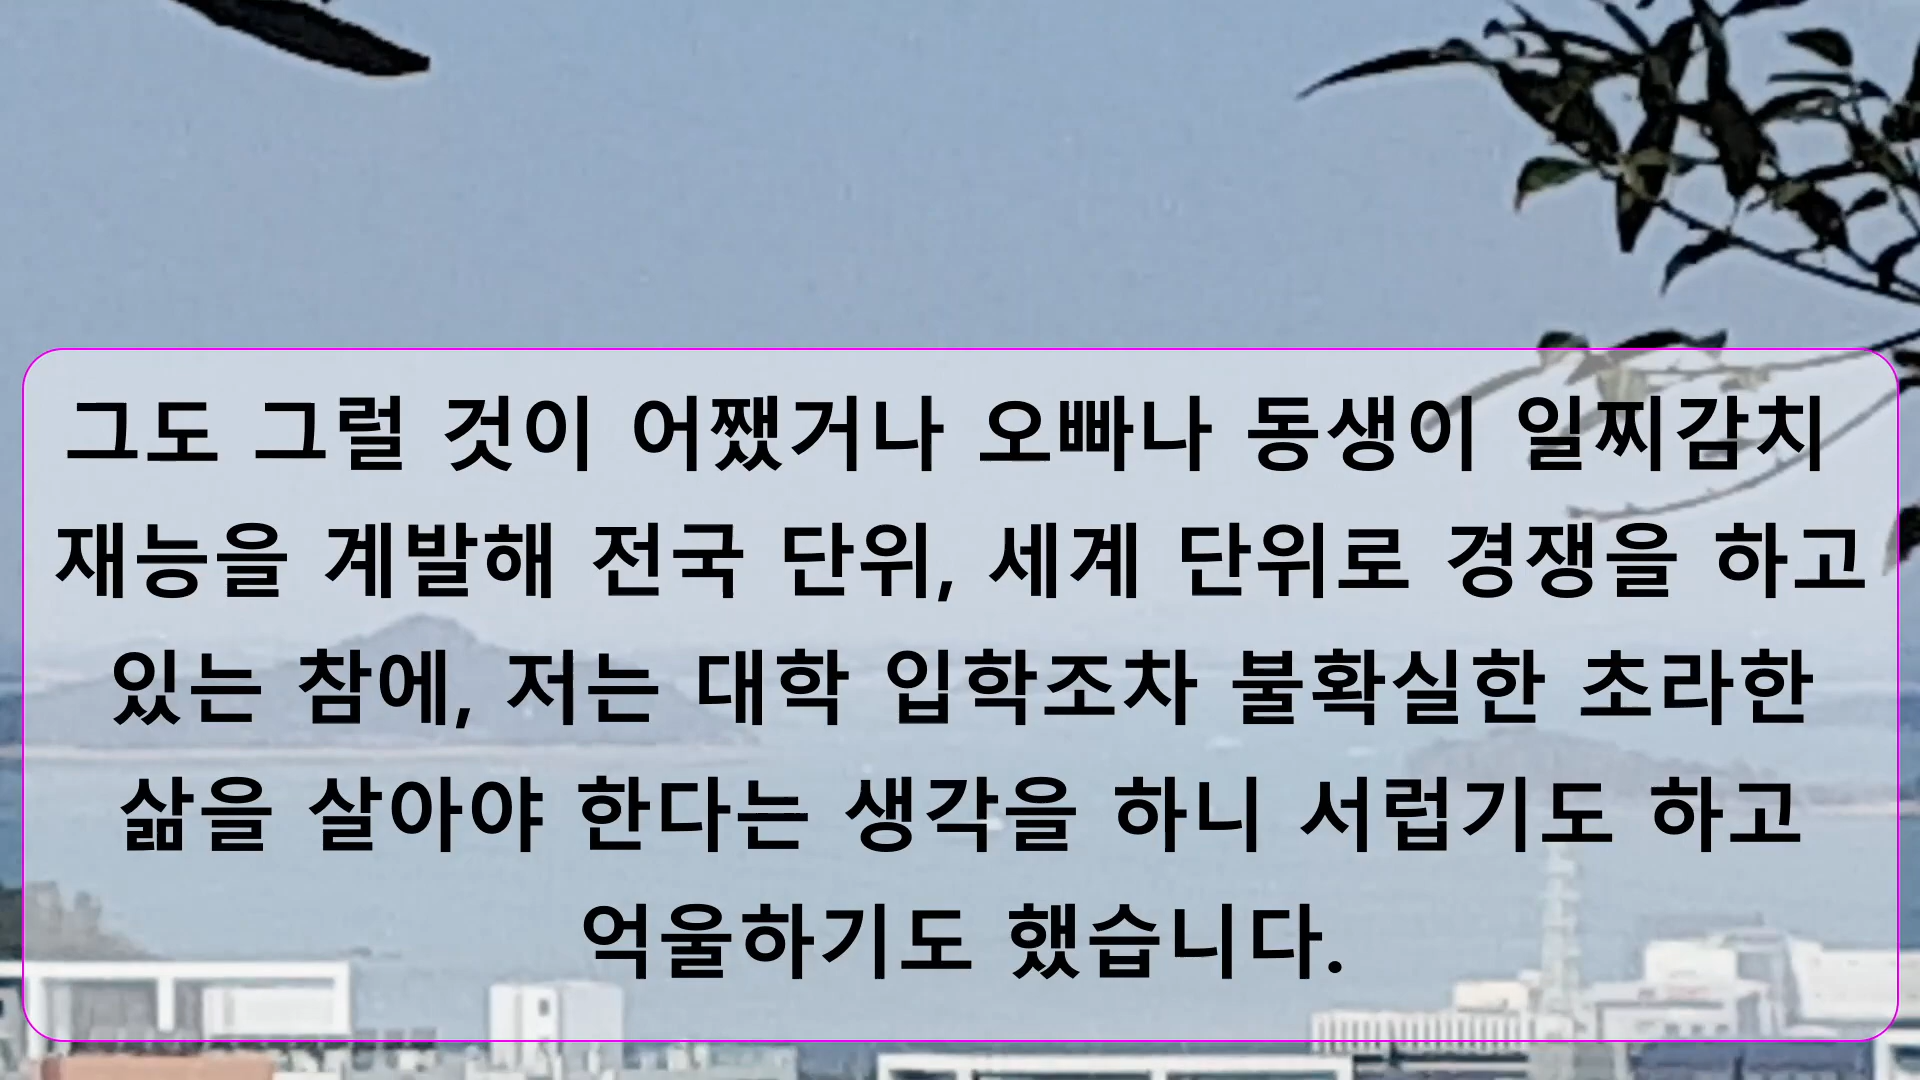 그도 그럴 것이 어쨌거나 오빠나 동생이 일찌감치
재능을 계발해 전국 단위, 세계 단위로 경쟁을 하고
있는 참에, 저는 대학 입학조차 불확실한 초라한
삶을 살아야 한다는 생각을 하니 서럽기도 하고
억울하기도 했습니다.